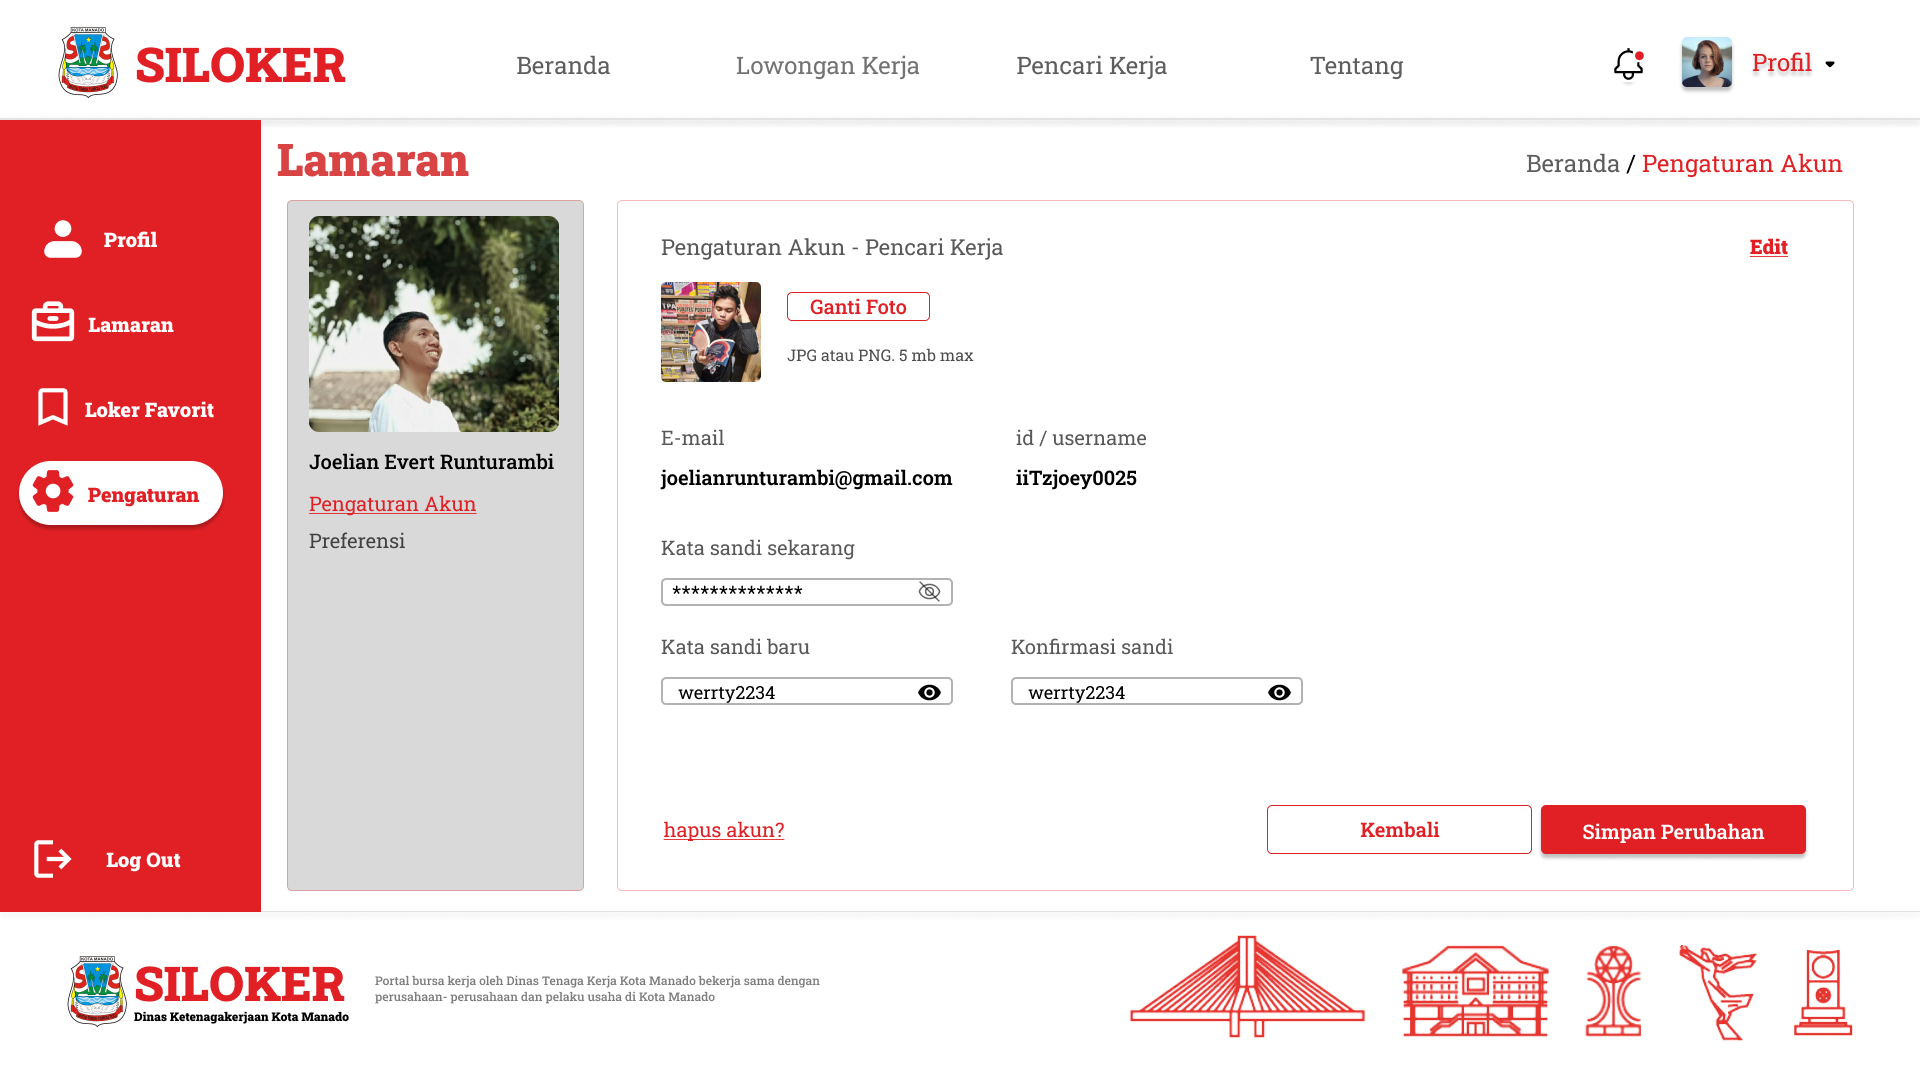 KOTA MANADO
SILOKER
Beranda
Lowongan Kerja
Pencari Kerja
Tentang
Profil
Lamaran
Beranda / Pengaturan Akun
Profil
Lamaran
Loker Favorit
Pengaturan
Log Out
Joelian Evert Runturambi
Pengaturan Akun
Preferensi
Pengaturan Akun - Pencari Kerja
Edit
Ganti Foto
JPG atau PNG. 5 mb max
E-mail
id / username
joelianrunturambi@gmail.com
iiTzjoey0025
Kata sandi sekarang
**************
Kata sandi baru
Konfirmasi sandi
werrty2234
werrty2234
hapus akun?
Kembali
Simpan Perubahan
KOTA MANADO
SILOKER
Dinas Ketenagakerjaan Kota Manado
Portal bursa kerja oleh Dinas Tenaga Kerja Kota Manado bekerja sama dengan
perusahaan- perusahaan dan pelaku usaha di Kota Manado